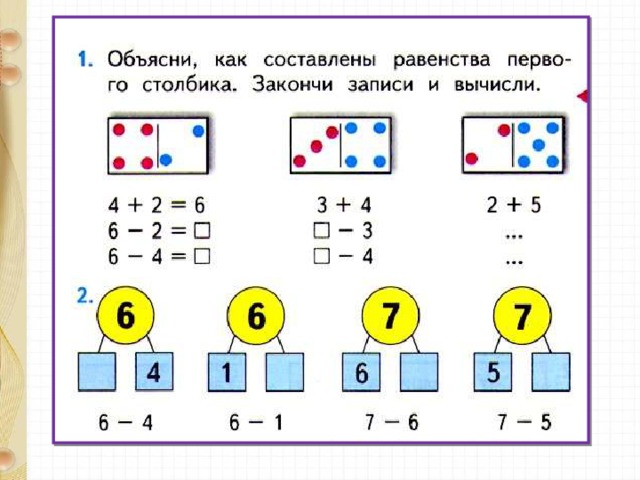 1. Объясни, как составлены равенства перво-
го столбика. Закончи записи и вычисли.
4 + 2 = 6 3 + 4 2 + 5
6 − 2 = □ □ − 3 ...
6 − 4 = □ □ − 4 ...
2. 6 6 7 7
4 1 6 5
6 − 4 6 − 1 7 − 6 7 − 5